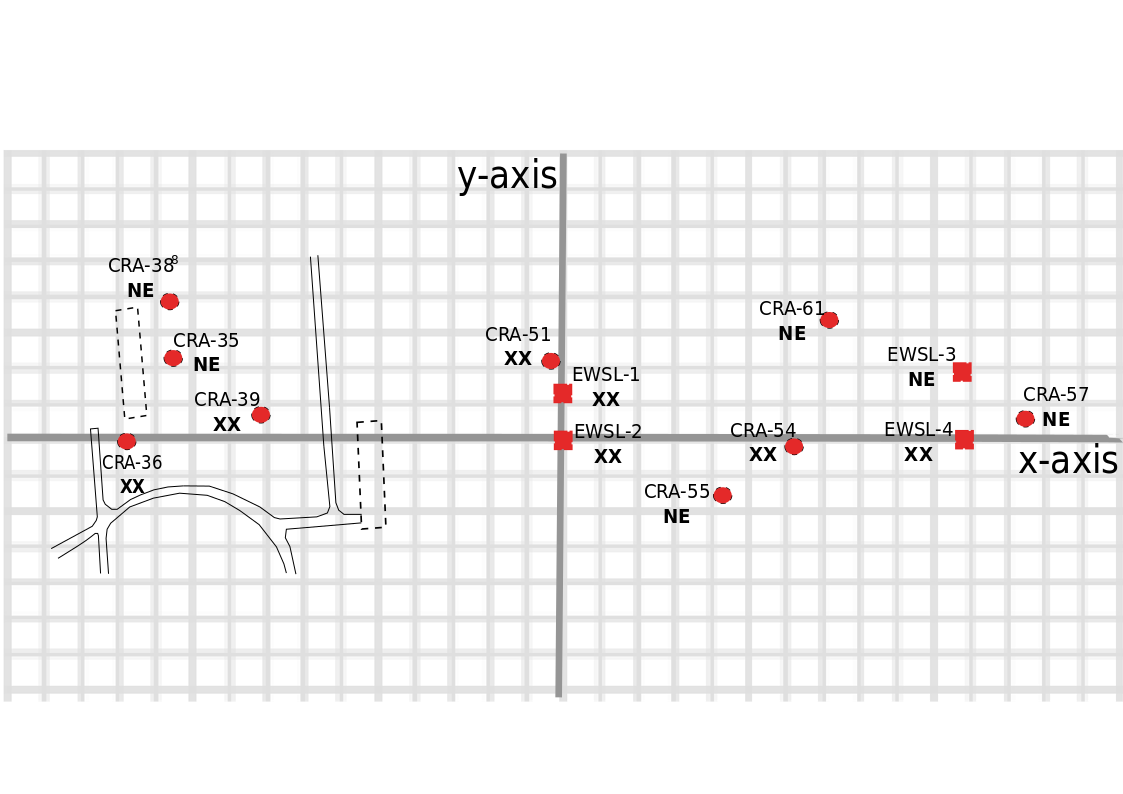 y-axis
CRA-38⁸
NE
CRA-61
NE
CRA-35
NE
CRA-51
XX
EWSL-3
NE
EWSL-1
XX
CRA-39
XX
CRA-57
NE
EWSL-2
XX
CRA-54
XX
EWSL-4
XX
x-axis
CRA-36
XX
CRA-55
NE